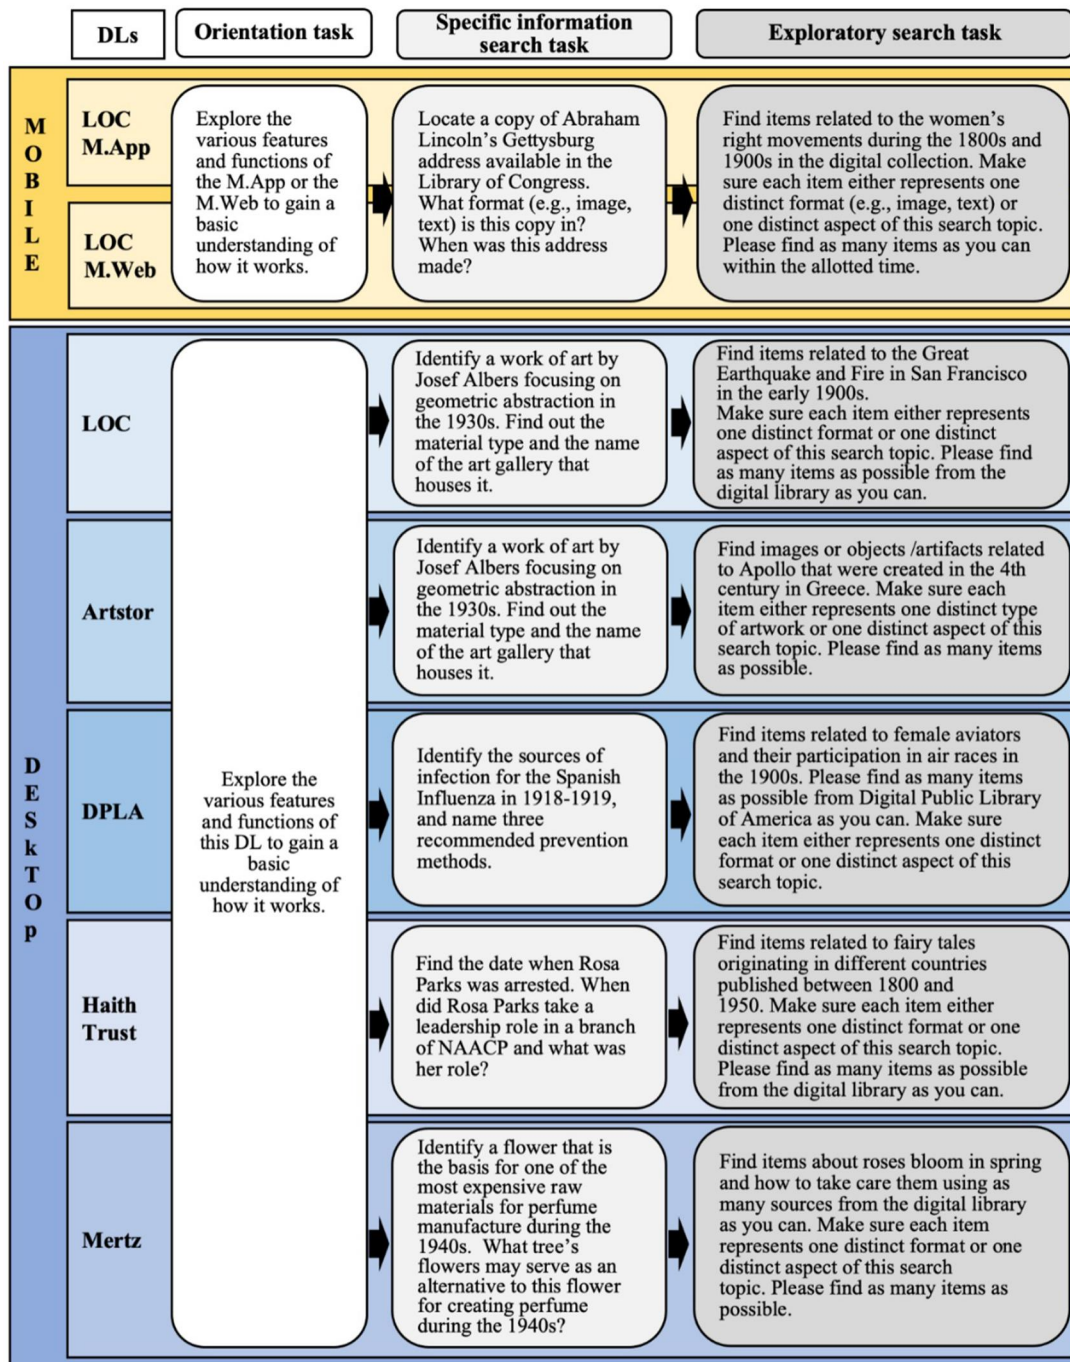 DLs
Orientation task
Specific information
search task
Exploratory search task
MOBILE
LOC
M.App
LOC
M.Web
Explore the
various features
and functions of
the M.App or the
M.Web to gain a
basic
understanding of
how it works.
Locate a copy of Abraham
Lincoln’s Gettysburg
address available in the
Library of Congress.
What format (e.g., image,
text) is this copy in?
When was this address
made?
Find items related to the women’s
right movements during the 1800s and
1900s in the digital collection. Make
sure each item either represents one
distinct format (e.g., image, text) or
one distinct aspect of this search topic.
Please find as many items as you can
within the allotted time.
DESkTOp
Explore the
various features
and functions of
this DL to gain a
basic
understanding of
how it works.
LOC
Identify a work of art by
Josef Albers focusing on
geometric abstraction in
the 1930s. Find out the
material type and the name
of the art gallery that
houses it.
Find items related to the Great
Earthquake and Fire in San Francisco
in the early 1900s.
Make sure each item either represents
one distinct format or one distinct
aspect of this search topic. Please find
as many items as possible from the
digital library as you can.
Artstor
Identify a work of art by
Josef Albers focusing on
geometric abstraction in
the 1930s. Find out the
material type and the name
of the art gallery that
houses it.
Find images or objects /artifacts related
to Apollo that were created in the 4th
century in Greece. Make sure each
item either represents one distinct type
of artwork or one distinct aspect of this
search topic. Please find as many items
as possible.
DPLA
Identify the sources of
infection for the Spanish
Influenza in 1918-1919,
and name three
recommended prevention
methods.
Find items related to female aviators
and their participation in air races in
the 1900s. Please find as many items
as possible from Digital Public Library
of America as you can. Make sure
each item either represents one distinct
format or one distinct aspect of this
search topic.
Haith
Trust
Find the date when Rosa
Parks was arrested. When
did Rosa Parks take a
leadership role in a branch
of NAACP and what was
her role?
Find items related to fairy tales
originating in different countries
published between 1800 and
1950. Make sure each item either
represents one distinct format or one
distinct aspect of this search topic.
Please find as many items as possible
from the digital library as you can.
Mertz
Identify a flower that is
the basis for one of the
most expensive raw
materials for perfume
manufacture during the
1940s. What tree’s
flowers may serve as an
alternative to this flower
for creating perfume
during the 1940s?
Find items about roses bloom in spring
and how to take care them using as
many sources from the digital library
as you can. Make sure each item
represents one distinct format or one
distinct aspect of this search
topic. Please find as many items as
possible.